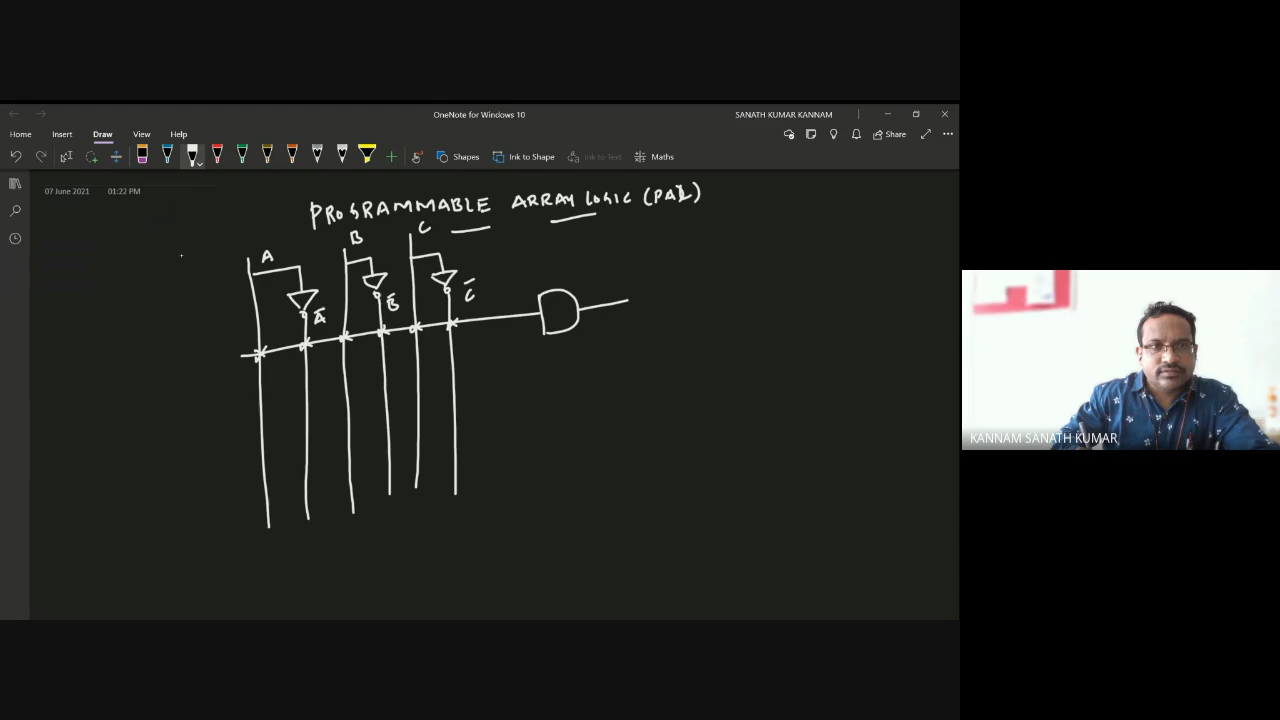 OneNote for Windows 10
SANATH KUMAR KANNAM
Home Insert Draw View Help
Share
Shapes Ink to Shape Ink to Text Maths
07 June 2021 01:22 PM
PROGRAMMABLE ARRAY LOGIC (PAL)
A B C
A̅ B̅ C̅
KANNAM SANATH KUMAR